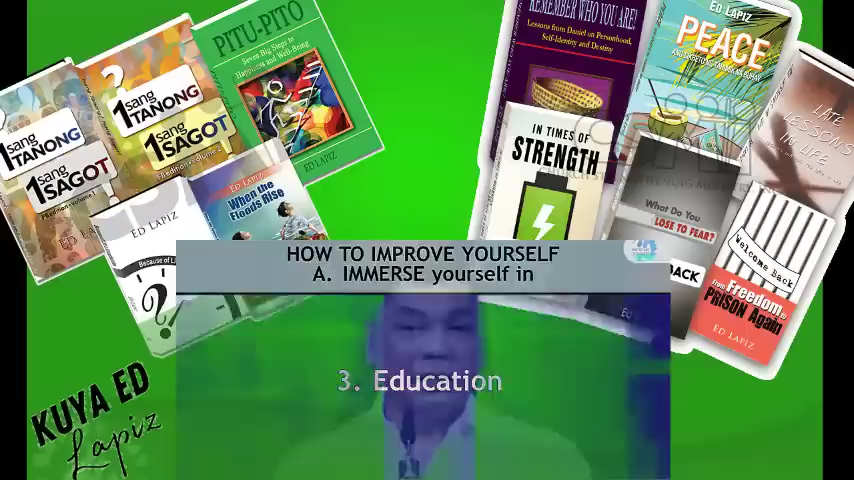 PITU-PITO
Seven Big Steps to
Happiness and Well-Being
ED LAPIZ
1sang
TANONG
1sang
SAGOT
1sang
TANONG
1sang
SAGOT
ED LAPIZ
When the
Floods Rise
ED LAPIZ
REMEMBER WHO YOU ARE!
Lessons from Daniel on Personhood,
Self-Identity and Destiny
ED LAPIZ
PEACE
IN TIMES OF
STRENGTH
LATE
LESSONS
IN LIFE
What Do You
LOSE TO FEAR?
BACK
Welcome Back
From Freedom to
PRISON Again
ED LAPIZ
HOW TO IMPROVE YOURSELF
A. IMMERSE yourself in
3. Education
KUYA ED
Lapiz